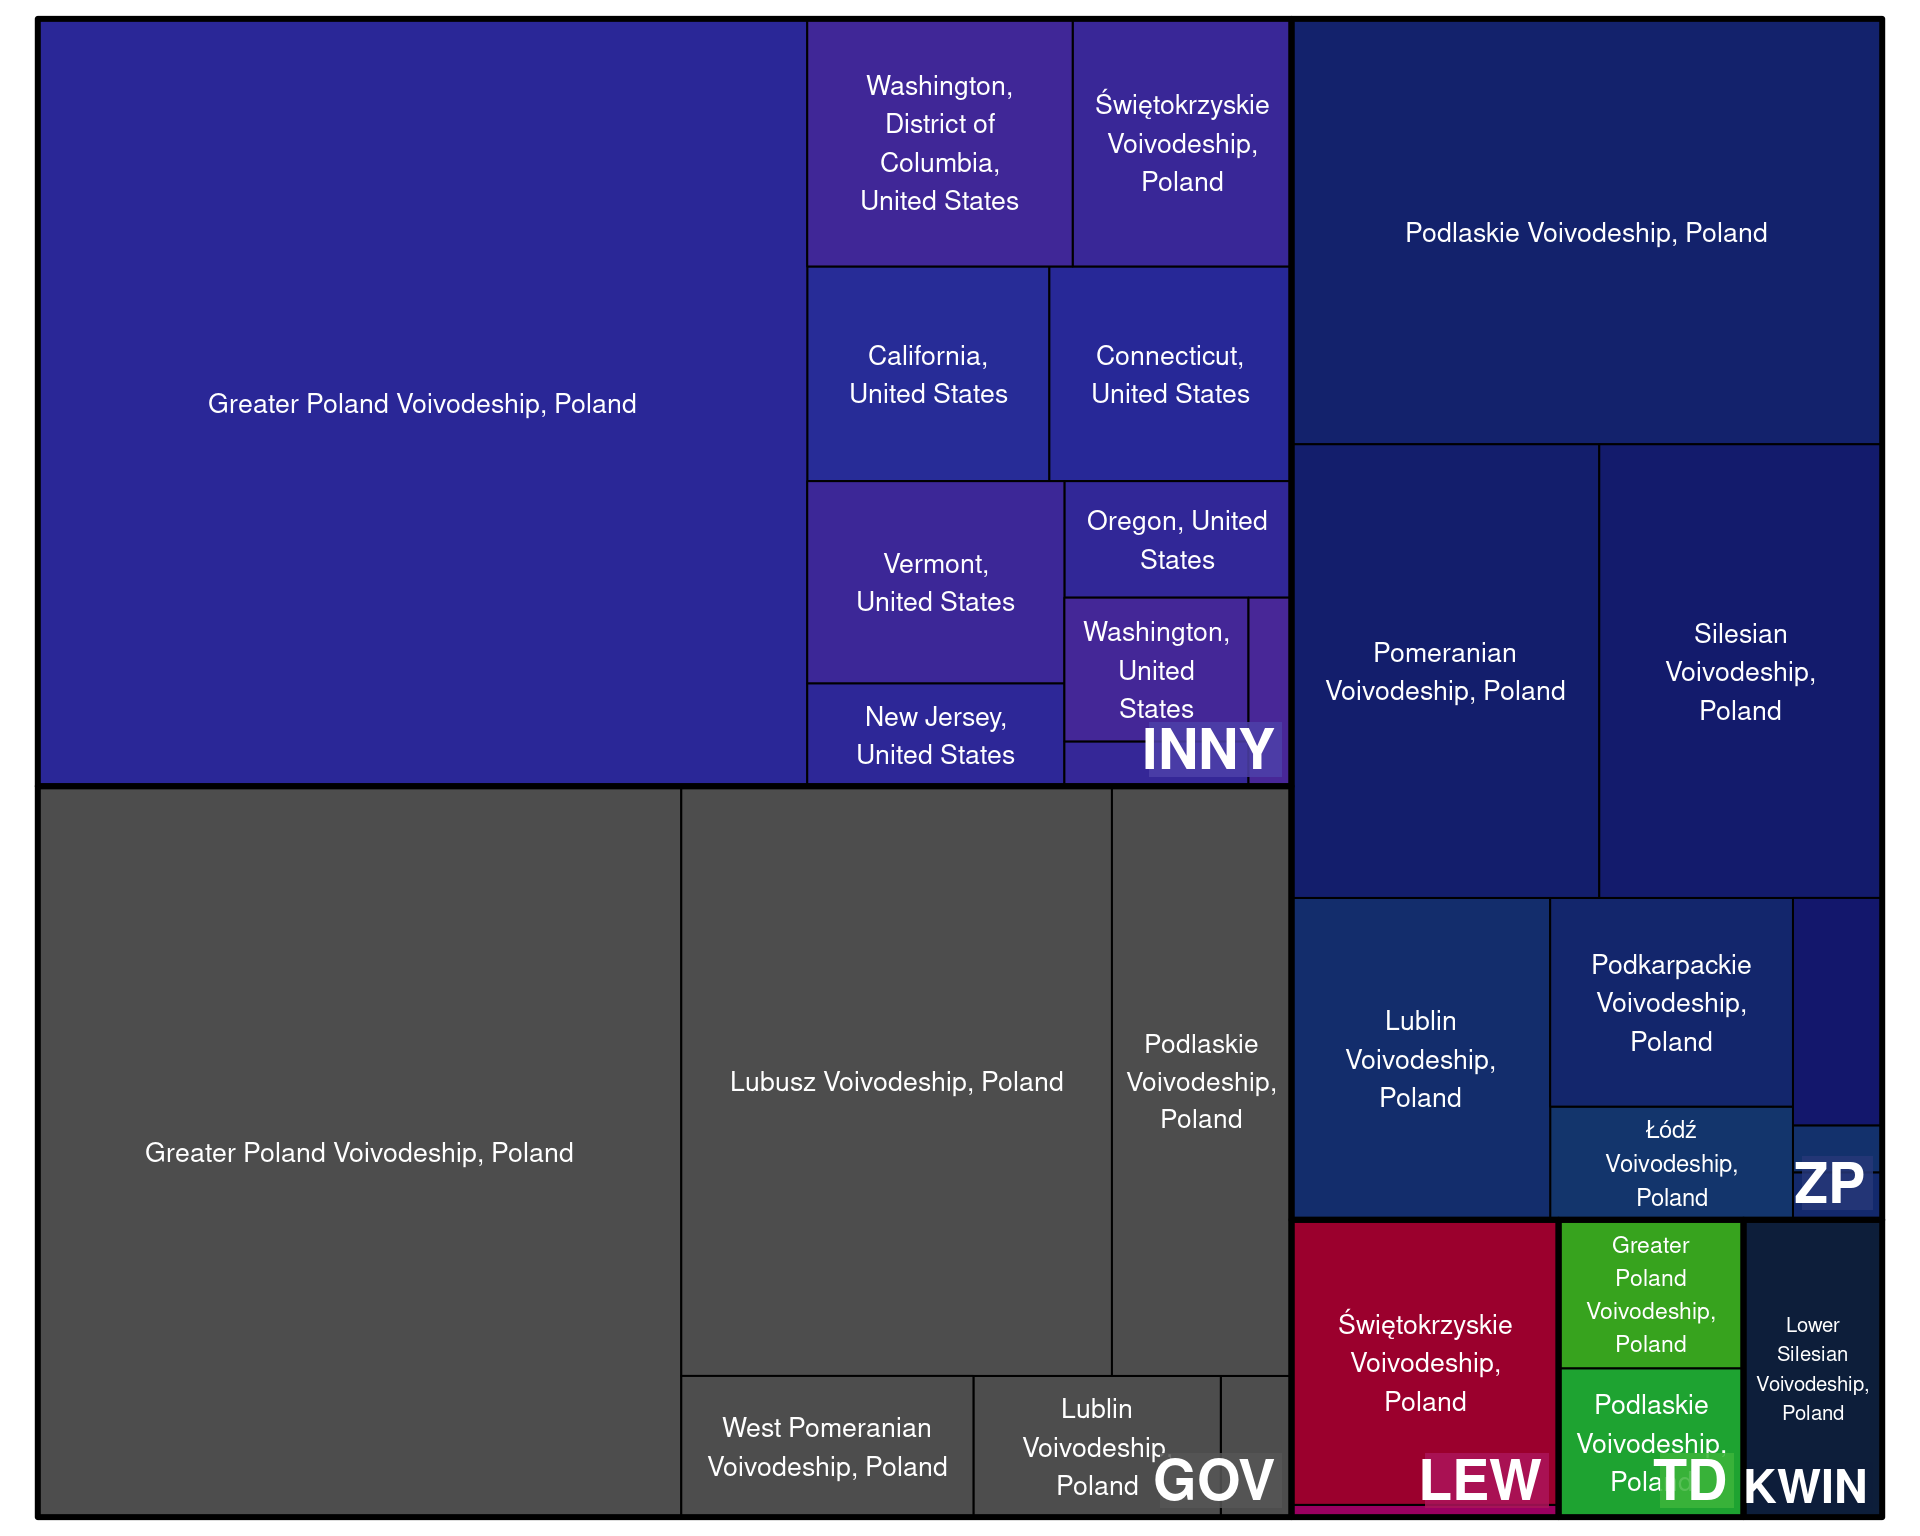 Greater Poland Voivodeship, Poland
Washington,
District of
Columbia,
United States
Świętokrzyskie
Voivodeship,
Poland
California,
United States
Connecticut,
United States
Vermont,
United States
Oregon, United
States
Washington,
United
States
New Jersey,
United States
INNY
Greater Poland Voivodeship, Poland
Lubusz Voivodeship, Poland
Podlaskie
Voivodeship,
Poland
West Pomeranian
Voivodeship, Poland
Lublin
Voivodeship,
Poland
GOV
Podlaskie Voivodeship, Poland
Pomeranian
Voivodeship, Poland
Silesian
Voivodeship,
Poland
Lublin
Voivodeship,
Poland
Podkarpackie
Voivodeship,
Poland
Łódź
Voivodeship,
Poland
ZP
Świętokrzyskie
Voivodeship,
Poland
LEW
Greater
Poland
Voivodeship,
Poland
Podlaskie
Voivodeship,
Poland
TD
Lower
Silesian
Voivodeship,
Poland
KWIN